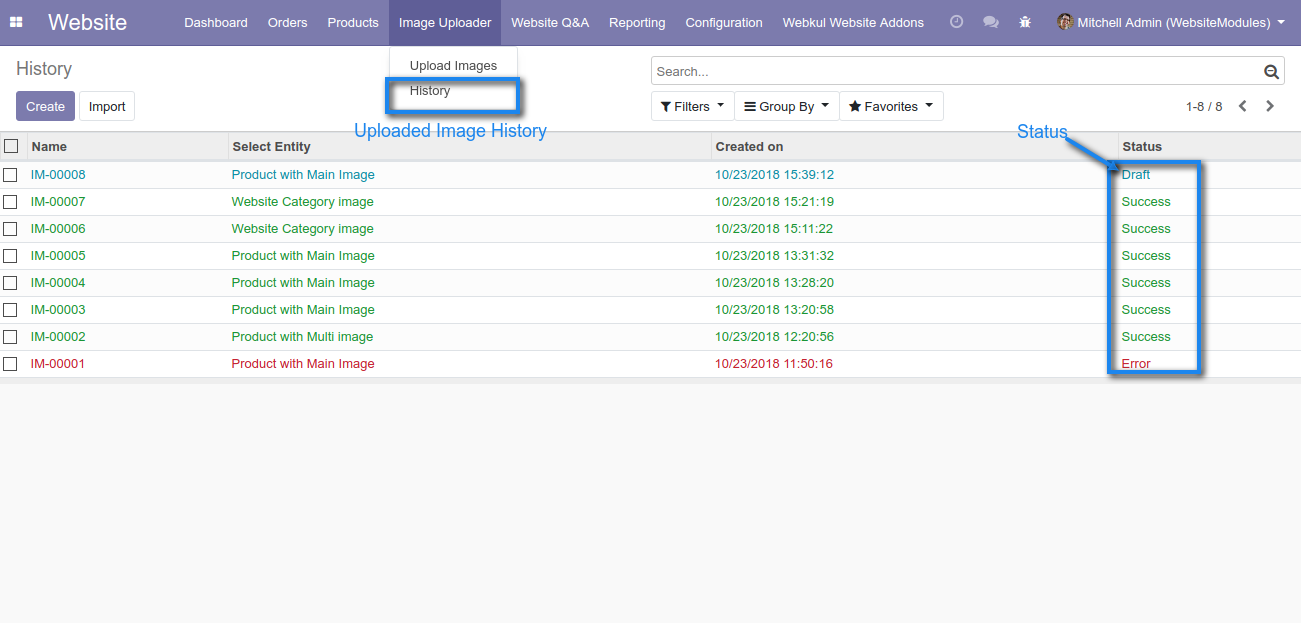 Website Dashboard Orders Products Image Uploader Website Q&A Reporting Configuration Webkul Website Addons Mitchell Admin (WebsiteModules)
History
Upload Images
Search...
History
Create Import
Filters Group By Favorites 1-8 / 8
Uploaded Image History
Status
Name Select Entity Created on Status
IM-00008 Product with Main Image 10/23/2018 15:39:12 Draft
IM-00007 Website Category image 10/23/2018 15:21:19 Success
IM-00006 Website Category image 10/23/2018 15:11:22 Success
IM-00005 Product with Main Image 10/23/2018 13:31:32 Success
IM-00004 Product with Main Image 10/23/2018 13:28:20 Success
IM-00003 Product with Main Image 10/23/2018 13:20:58 Success
IM-00002 Product with Multi image 10/23/2018 12:20:56 Success
IM-00001 Product with Main Image 10/23/2018 11:50:16 Error